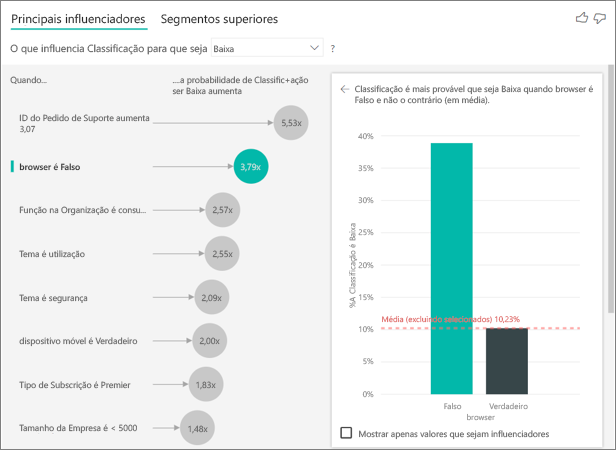 Principais influenciadores Segmentos superiores
O que influencia Classificação para que seja Baixa ?
Quando... ....a probabilidade de Classific+ação
ser Baixa aumenta
ID do Pedido de Suporte aumenta
3,07
5,53x
browser é Falso
3,79x
Função na Organização é consu...
2,57x
Tema é utilização
2,55x
Tema é segurança
2,09x
dispositivo móvel é Verdadeiro
2,00x
Tipo de Subscrição é Premier
1,83x
Tamanho da Empresa é < 5000
1,48x
Classificação é mais provável que seja Baixa quando browser é
Falso e não o contrário (em média).
%A Classificação é Baixa
40%
40%
35%
30%
25%
20%
15%
10%
5%
0%
Média (excluindo selecionados) 10,23%
Falso Verdadeiro
browser
Mostrar apenas valores que sejam influenciadores